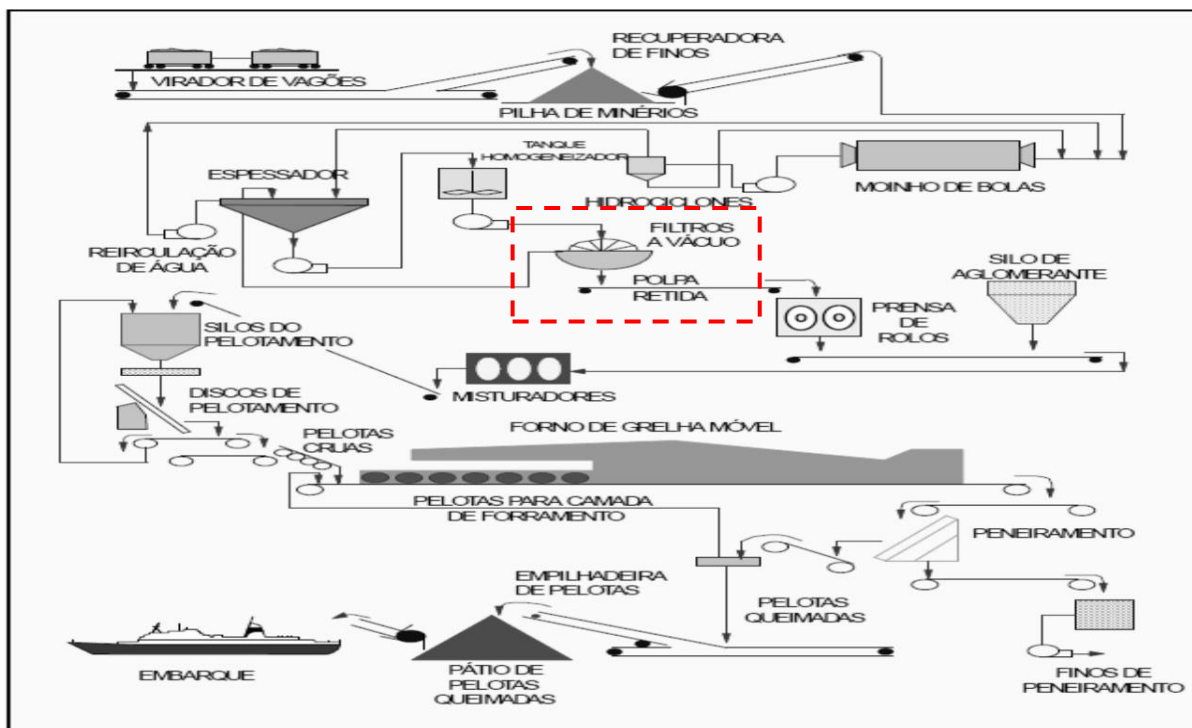 RECUPERADORA
DE FINOS
VIRADOR DE VAGÕES
PILHA DE MINÉRIOS
TANQUE
HOMOGENEIZADOR
ESPESSADOR
MOINHO DE BOLAS
HIDROCICLONES
FILTROS
A VÁCUO
REIRCULAÇÃO
DE ÁGUA
SILO DE
AGLOMERANTE
POLPA
RETIDA
PRENSA
DE
ROLOS
SILOS DO
PELOTAMENTO
MISTURADORES
DISCOS DE
PELOTAMENTO
PELOTAS
CRUAS
FORNO DE GRELHA MÓVEL
PELOTAS PARA CAMADA
DE FORRAMENTO
PENEIRAMENTO
EMPILHADEIRA
DE PELOTAS
PELOTAS
QUEIMADAS
EMBARQUE
PÁTIO DE
PELOTAS
QUEIMADAS
FINOS DE
PENEIRAMENTO